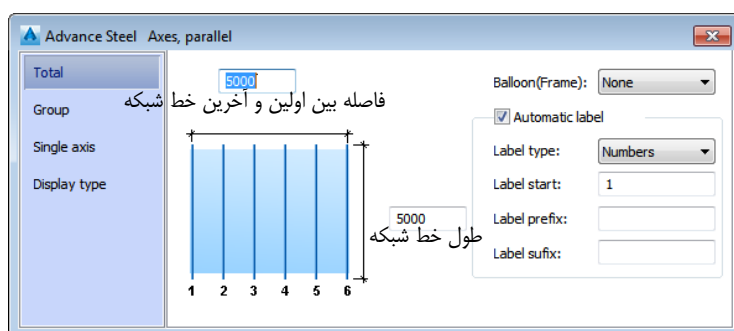 Advance Steel Axes, parallel
Total
Group
Single axis
Display type
5000
فاصله بین اولین و آخرین خط شبکه
5000
طول خط شبکه
1 2 3 4 5 6
Balloon(Frame): None
Automatic label
Label type: Numbers
Label start: 1
Label prefix:
Label sufix: